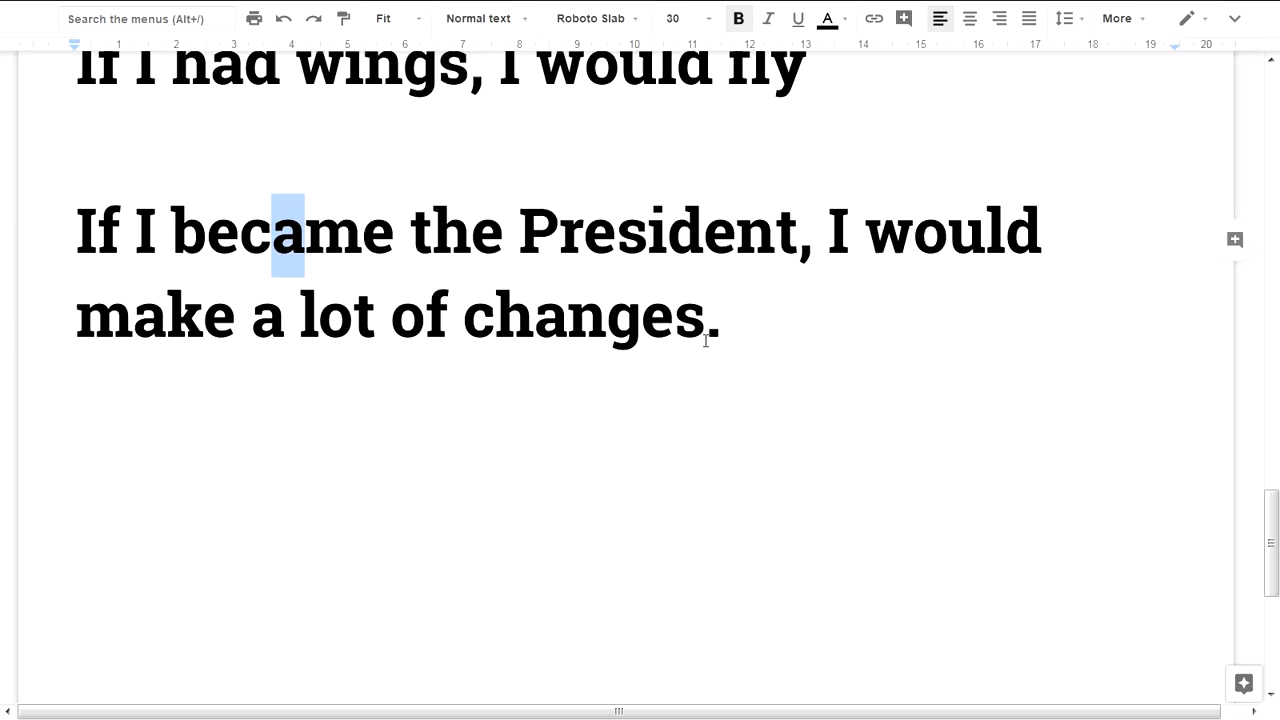 Search the menus (Alt+/) Fit Normal text Roboto Slab 30 B I U A More
1 2 3 4 5 6 7 8 9 10 11 12 13 14 15 16 17 18 19 20
If I had wings, I would fly
If I became the President, I would
make a lot of changes.